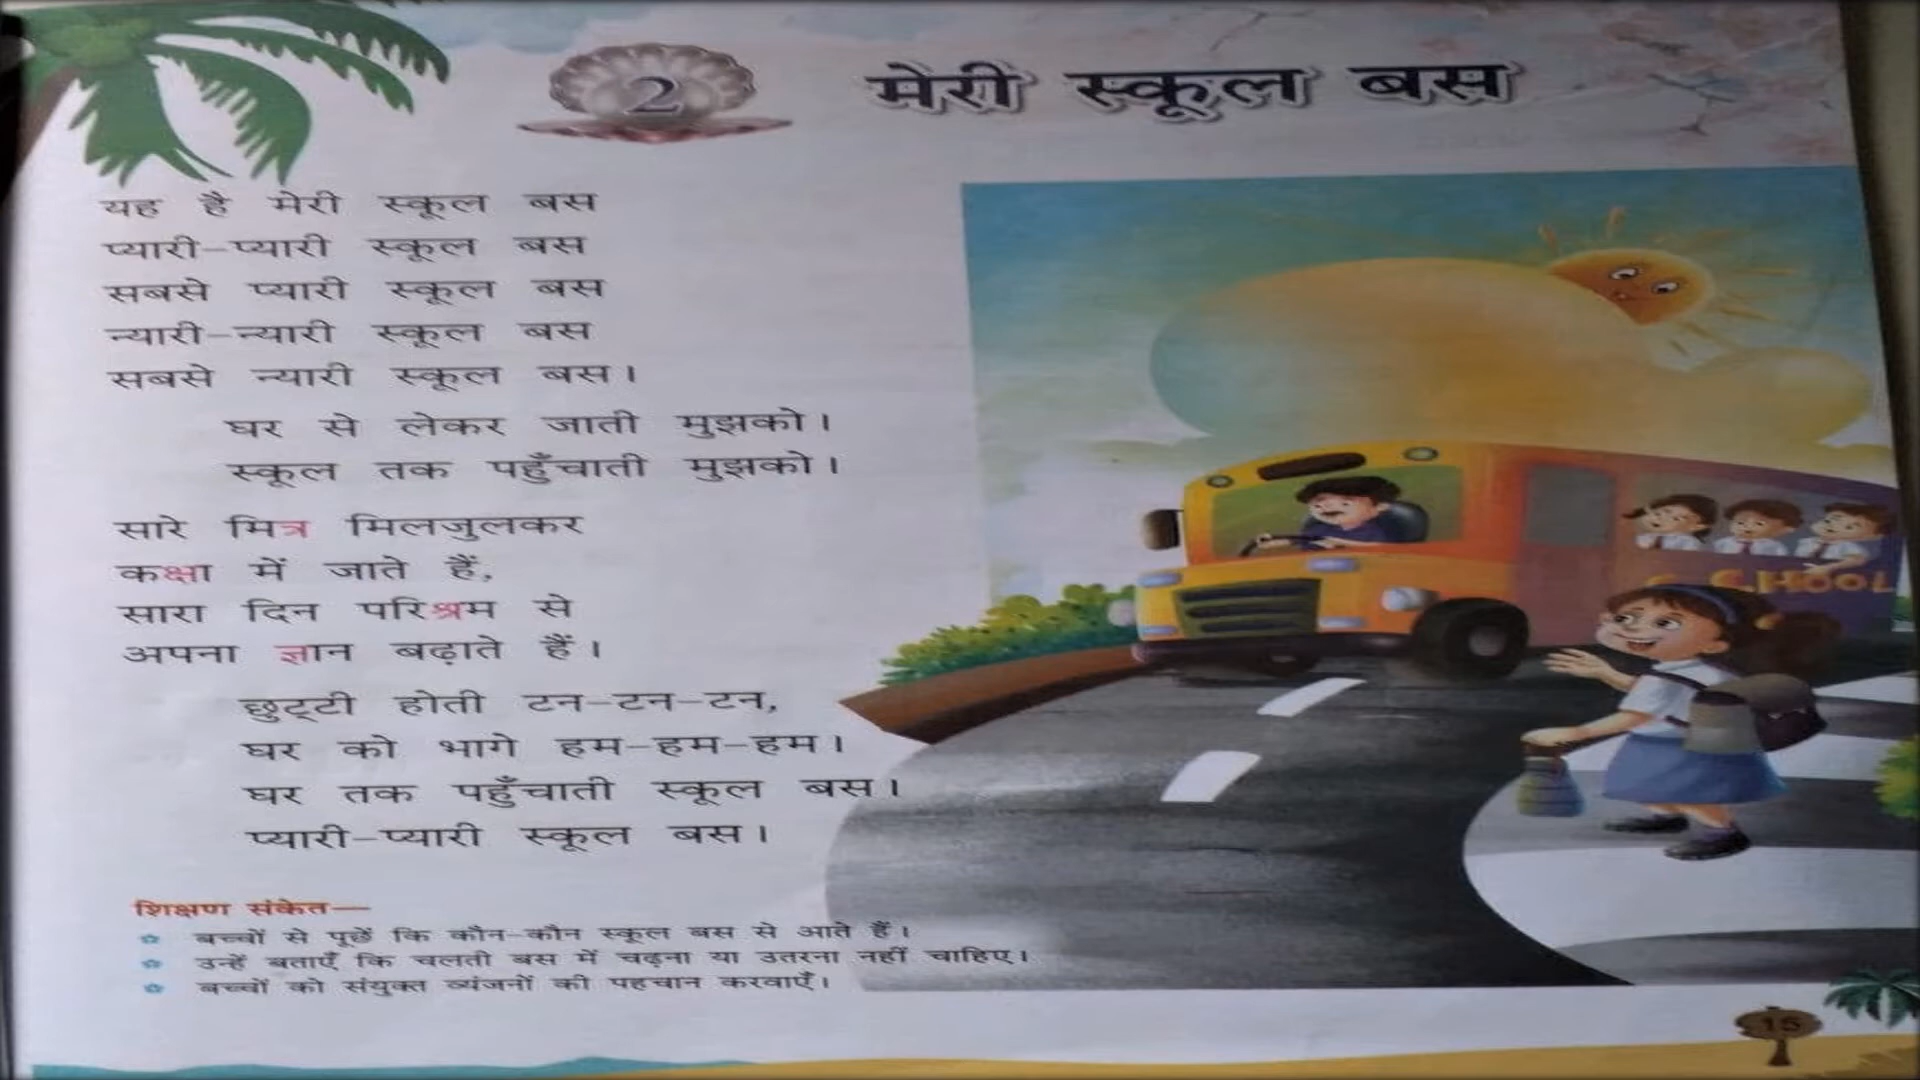 2 मेरी स्कूल बस
यह है मेरी स्कूल बस
प्यारी-प्यारी स्कूल बस
सबसे प्यारी स्कूल बस
न्यारी-न्यारी स्कूल बस
सबसे न्यारी स्कूल बस।
घर से लेकर जाती मुझको।
स्कूल तक पहुँचाती मुझको।
सारे मित्र मिलजुलकर
कक्षा में जाते हैं,
सारा दिन परिश्रम से
अपना ज्ञान बढ़ाते हैं।
छुट्टी होती टन-टन-टन,
घर को भागे हम-हम-हम।
घर तक पहुँचाती स्कूल बस।
प्यारी-प्यारी स्कूल बस।
SCHOOL
शिक्षण संकेत—
बच्चों से पूछें कि कौन-कौन स्कूल बस से आते हैं।
उन्हें बताएँ कि चलती बस में चढ़ना या उतरना नहीं चाहिए।
बच्चों को संयुक्त व्यंजनों की पहचान करवाएँ।
15